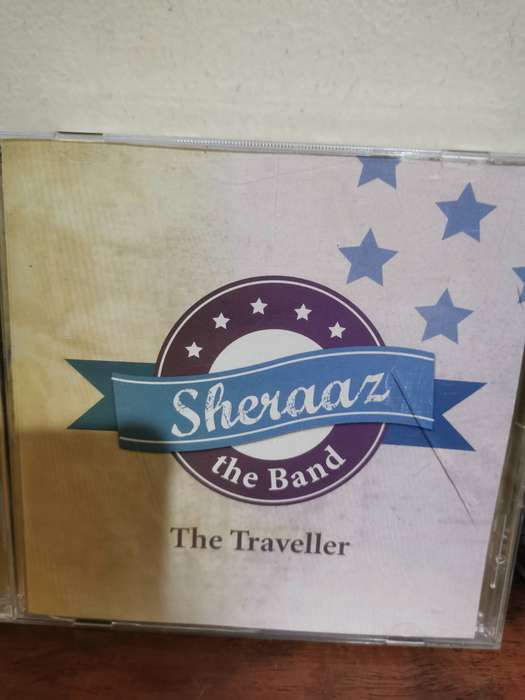 Sheraaz
the Band
The Traveller